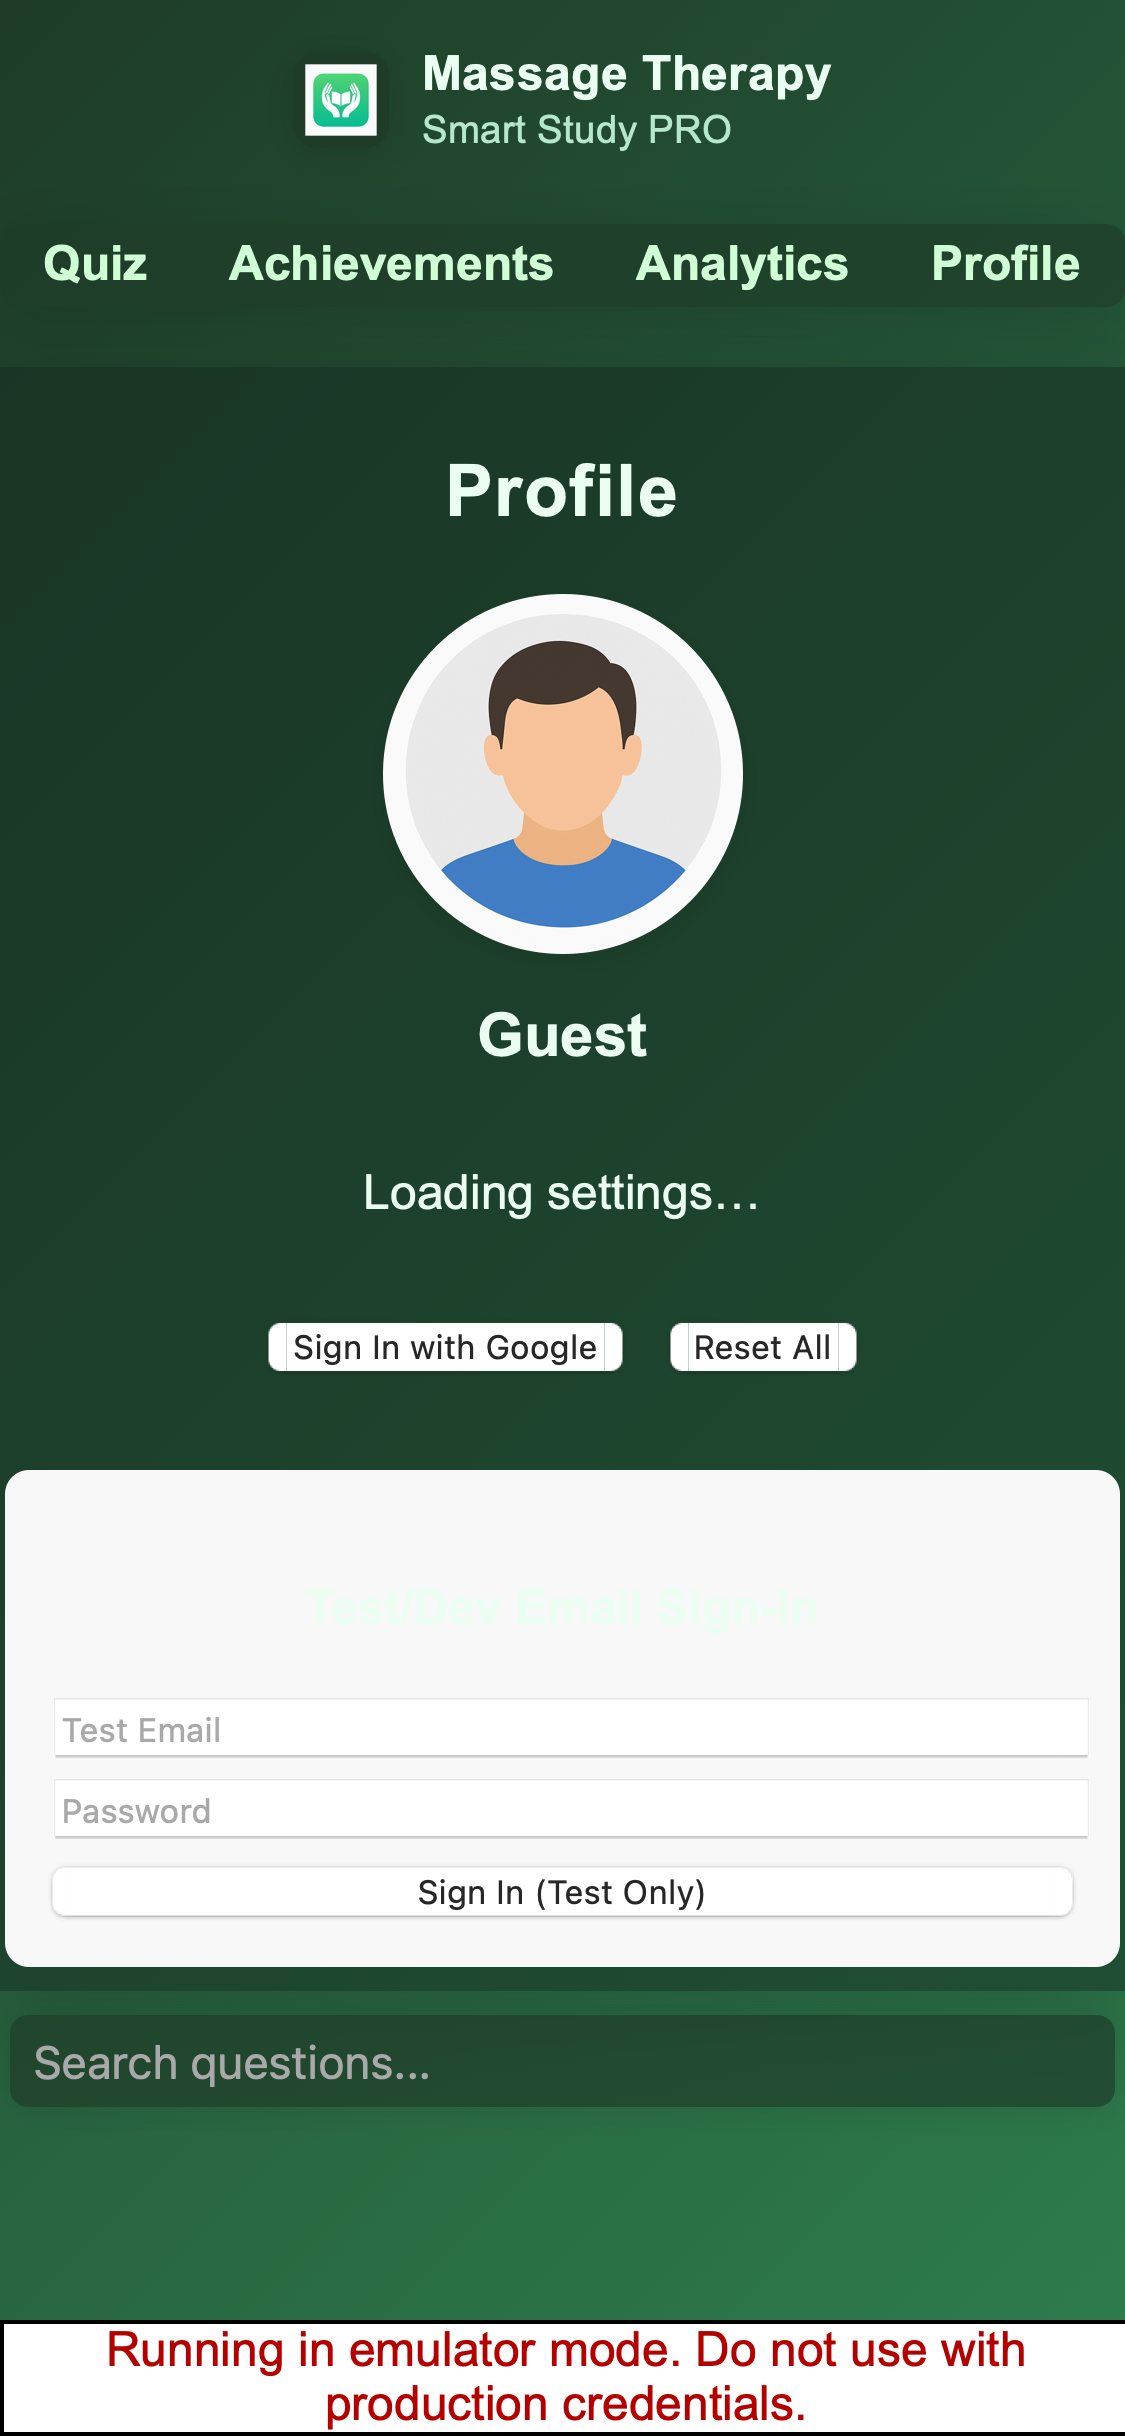 Massage Therapy
Smart Study PRO
Quiz Achievements Analytics Profile
Profile
Guest
Loading settings...
Sign In with Google Reset All
Test/Dev Email Sign-In
Test Email
Password
Sign In (Test Only)
Search questions...
Running in emulator mode. Do not use with
production credentials.